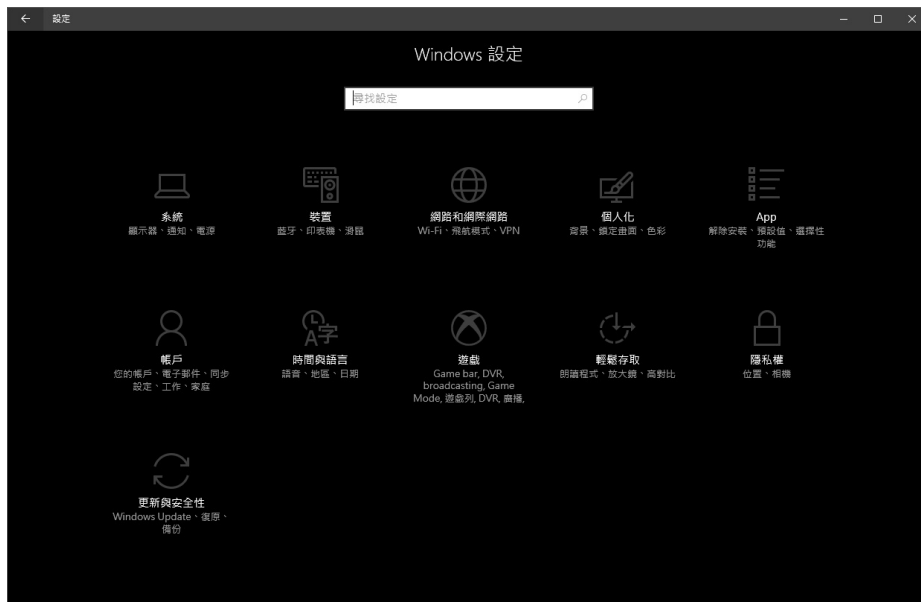 設定
Windows 設定
尋找設定
系統
顯示器、通知、電源
裝置
藍牙、印表機、滑鼠
網路和網際網路
Wi-Fi、飛航模式、VPN
個人化
背景、鎖定畫面、色彩
App
解除安裝、預設值、選擇性
功能
帳戶
您的帳戶、電子郵件、同步
設定、工作、家庭
時間與語言
語音、地區、日期
遊戲
Game bar, DVR,
broadcasting, Game
Mode, 遊戲列, DVR, 廣播,
輕鬆存取
朗讀程式、放大鏡、高對比
隱私權
位置、相機
更新與安全性
Windows Update、復原、
備份